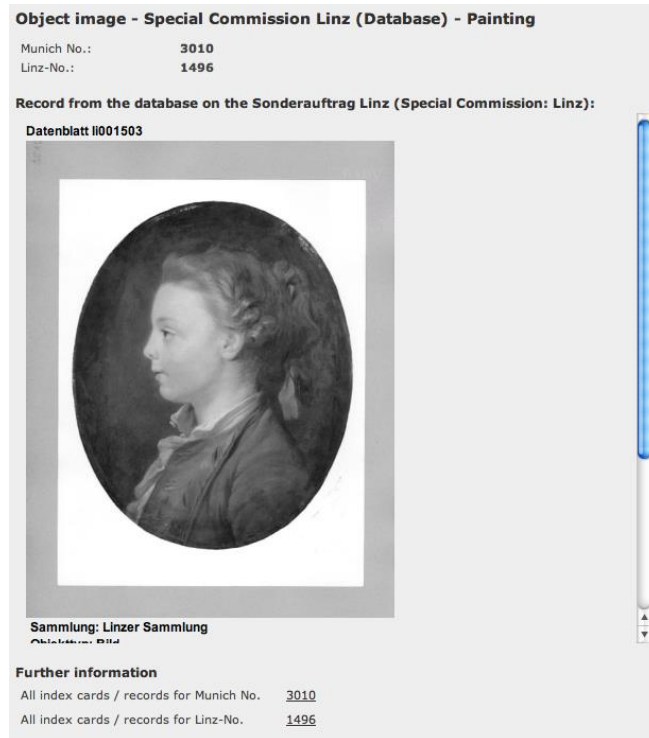 Object image - Special Commission Linz (Database) - Painting
Munich No.: 3010
Linz-No.: 1496
Record from the database on the Sonderauftrag Linz (Special Commission: Linz):
Datenblatt li001503
Sammlung: Linzer Sammlung
Objekttyp: Bild
Further information
All index cards / records for Munich No. 3010
All index cards / records for Linz-No. 1496